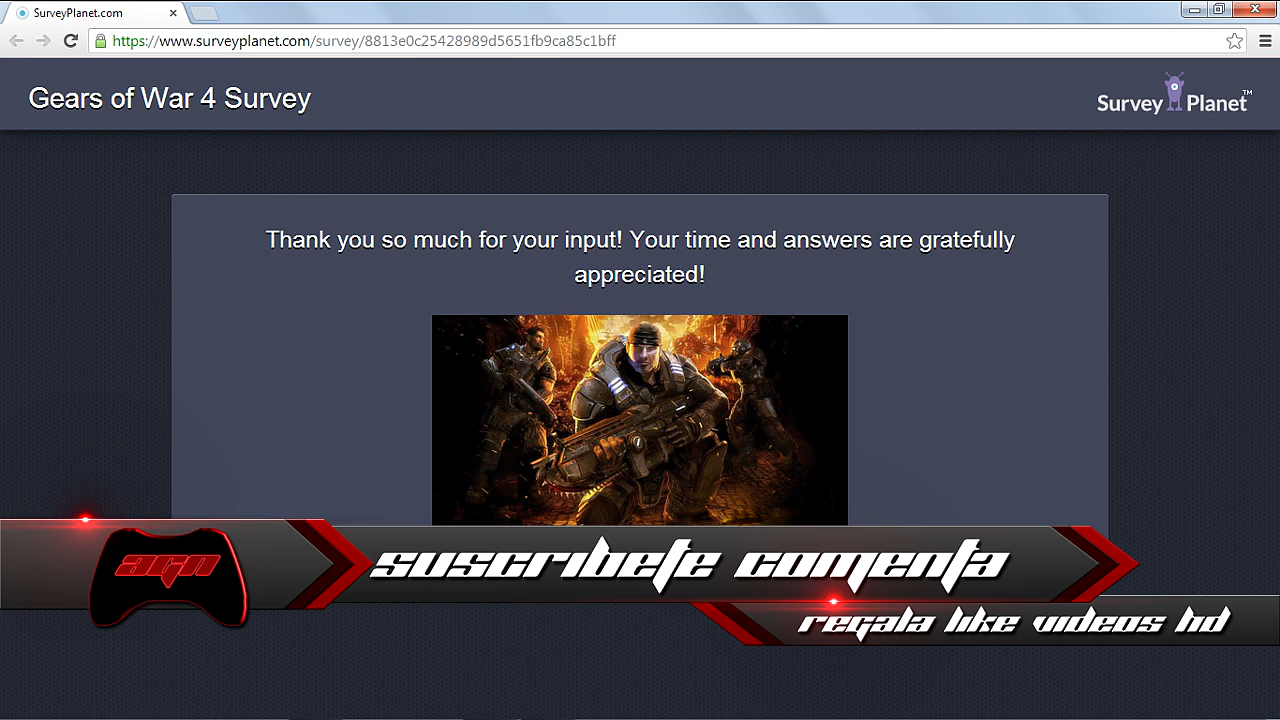 SurveyPlanet.com
https://www.surveyplanet.com/survey/8813e0c25428989d5651fb9ca85c1bff
Gears of War 4 Survey
Survey Planet™
Thank you so much for your input! Your time and answers are gratefully
appreciated!
AGN
SUSCRIBETE COMENTA
REGALA LIKE VIDEOS HD